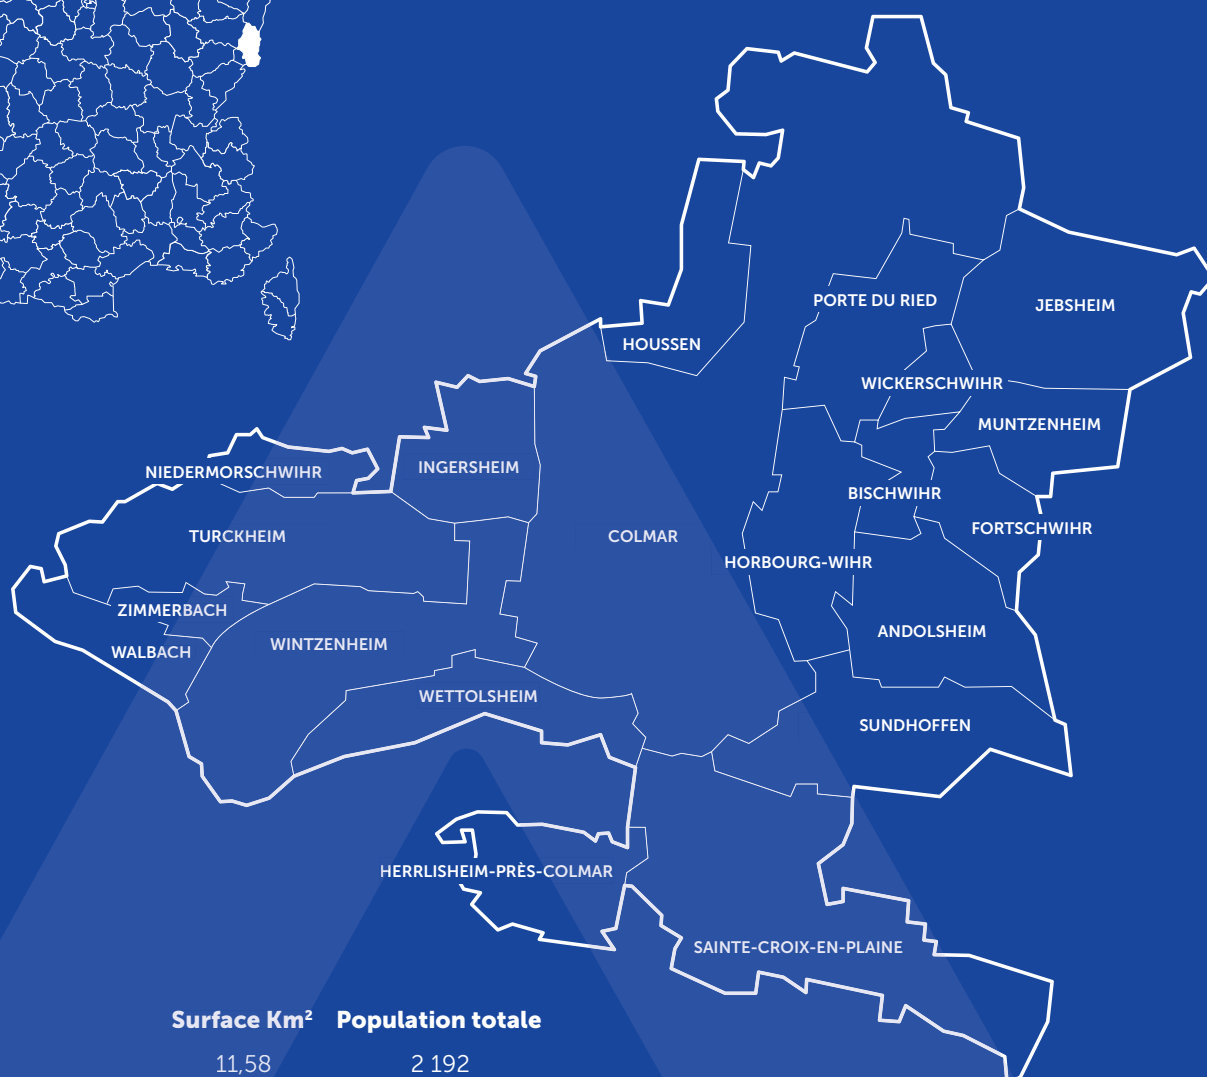 PORTE DU RIED
JEBSHEIM
HOUSSEN
WICKERSCHWIHR
MUNTZENHEIM
NIEDERMORSCHWIHR
INGERSHEIM
BISCHWIHR
FORTSCHWIHR
TURCKHEIM
COLMAR
HORBOURG-WIHR
ZIMMERBACH
ANDOLSHEIM
WALBACH
WINTZENHEIM
WETTOLSHEIM
SUNDHOFFEN
HERRLISHEIM-PRÈS-COLMAR
SAINTE-CROIX-EN-PLAINE
Surface Km² Population totale
11,58 2 192